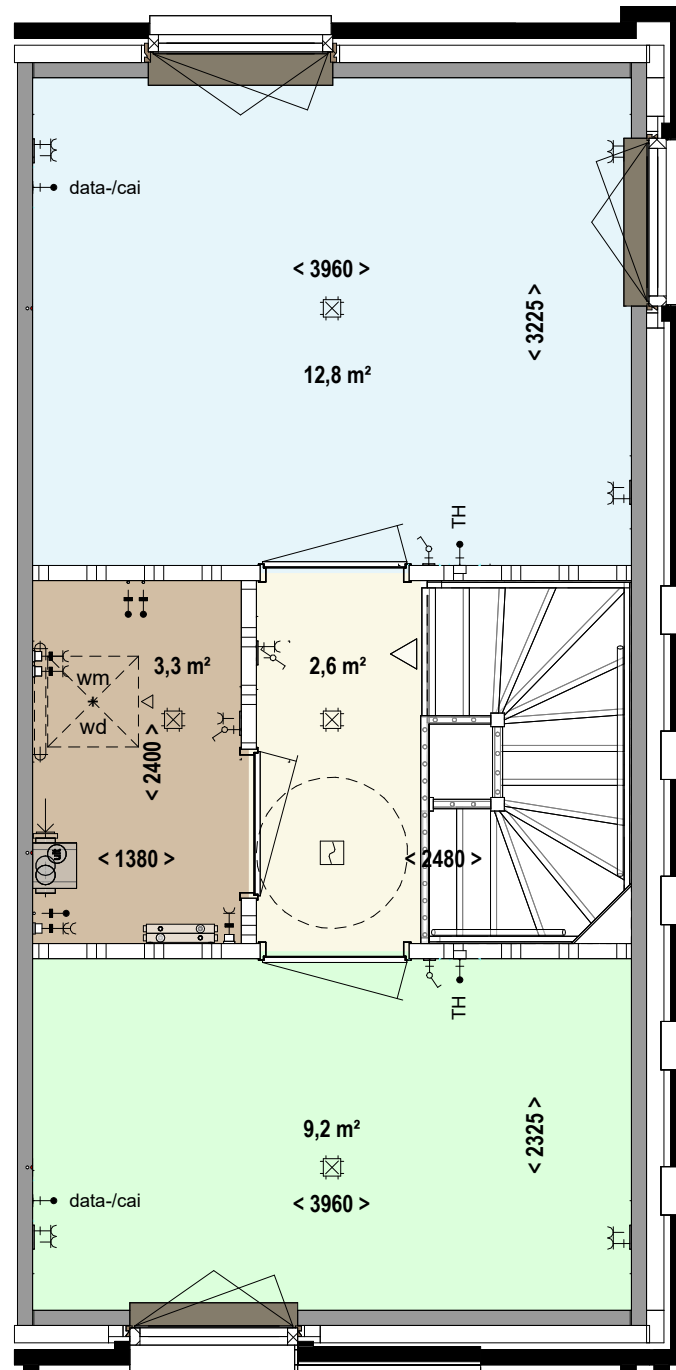 data-/cai
< 3960 >
< 3225 >
12,8 m²
TH
3,3 m²
2,6 m²
wm
wd
< 2400 >
< 1380 >
< 2480 >
TH
9,2 m²
< 2325 >
data-/cai
< 3960 >